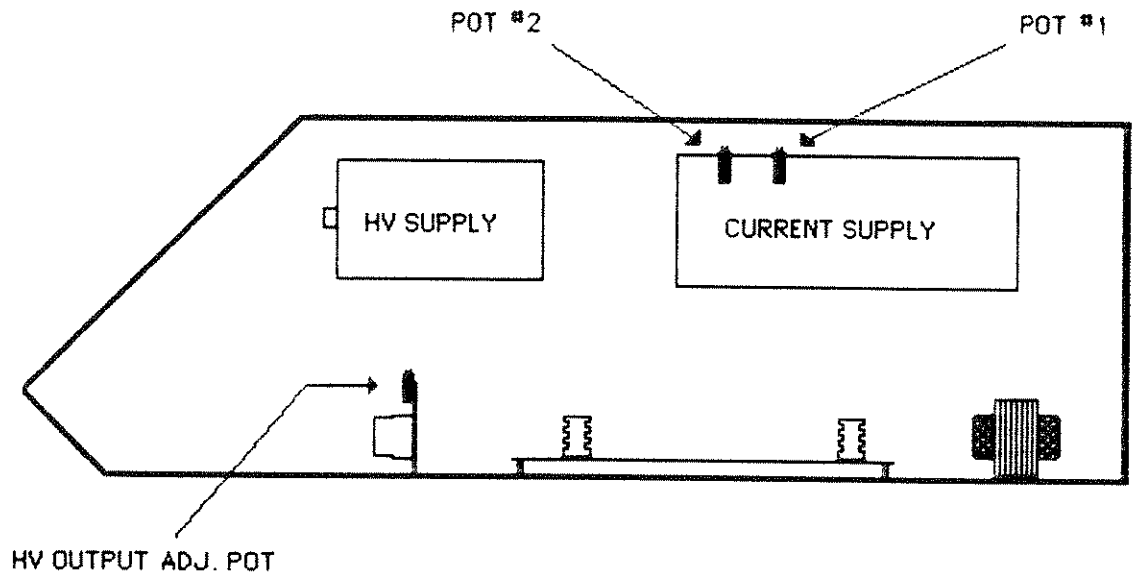 POT #2
POT #1
HV SUPPLY
CURRENT SUPPLY
HV OUTPUT ADJ. POT